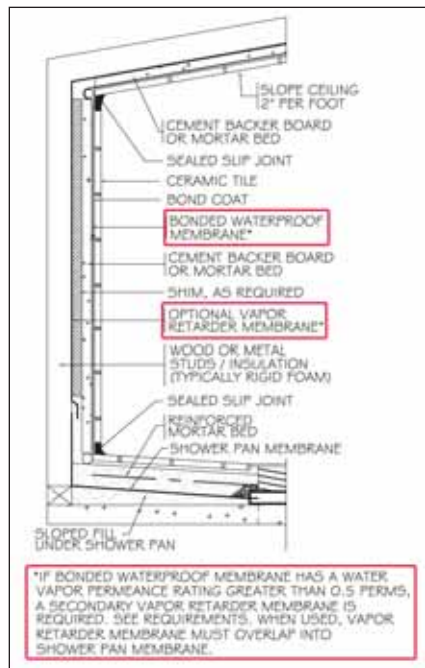 SLOPE CEILING
2" PER FOOT
CEMENT BACKER BOARD
OR MORTAR BED
SEALED SLIP JOINT
CERAMIC TILE
BOND COAT
BONDED WATERPROOF
MEMBRANE*
CEMENT BACKER BOARD
OR MORTAR BED
SHIM, AS REQUIRED
OPTIONAL VAPOR
RETARDER MEMBRANE*
WOOD OR METAL
STUDS / INSULATION
(TYPICALLY RIGID FOAM)
SEALED SLIP JOINT
REINFORCED
MORTAR BED
SHOWER PAN MEMBRANE
SLOPED FILL
UNDER SHOWER PAN
*IF BONDED WATERPROOF MEMBRANE HAS A WATER
VAPOR PERMEANCE RATING GREATER THAN 0.5 PERMS,
A SECONDARY VAPOR RETARDER MEMBRANE IS
REQUIRED. SEE REQUIREMENTS. WHEN USED, VAPOR
RETARDER MEMBRANE MUST OVERLAP INTO
SHOWER PAN MEMBRANE.